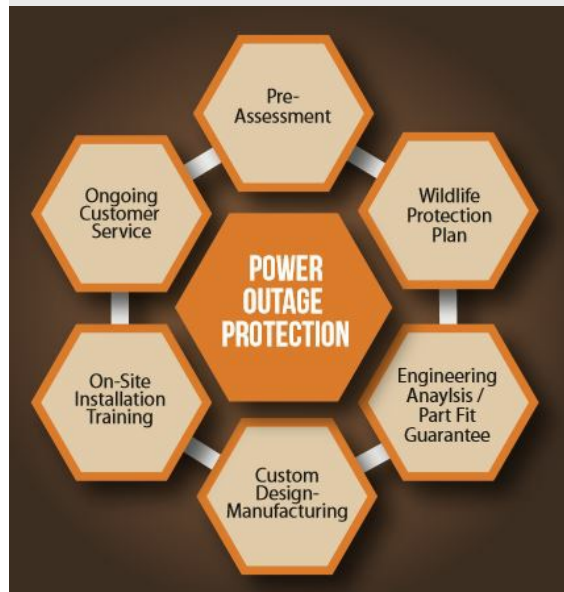 Pre-
Assessment
Wildlife
Protection
Plan
Engineering
Anaylsis /
Part Fit
Guarantee
Custom
Design-
Manufacturing
On-Site
Installation
Training
Ongoing
Customer
Service
POWER
OUTAGE
PROTECTION